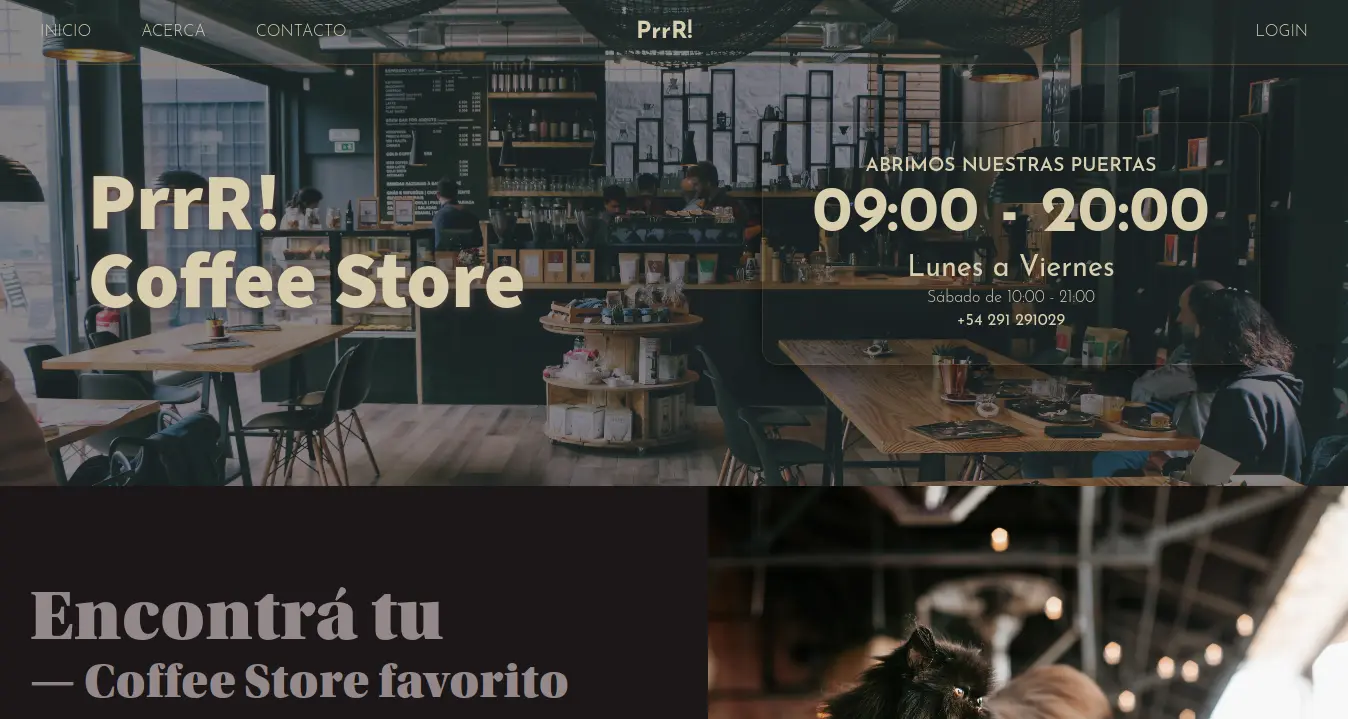 INICIO
ACERCA
CONTACTO
PrrR!
LOGIN
PrrR!
Coffee Store
ABRIMOS NUESTRAS PUERTAS
09:00 - 20:00
Lunes a Viernes
Sábado de 10:00 - 21:00
+54 291 291029
Encontrá tu
— Coffee Store favorito